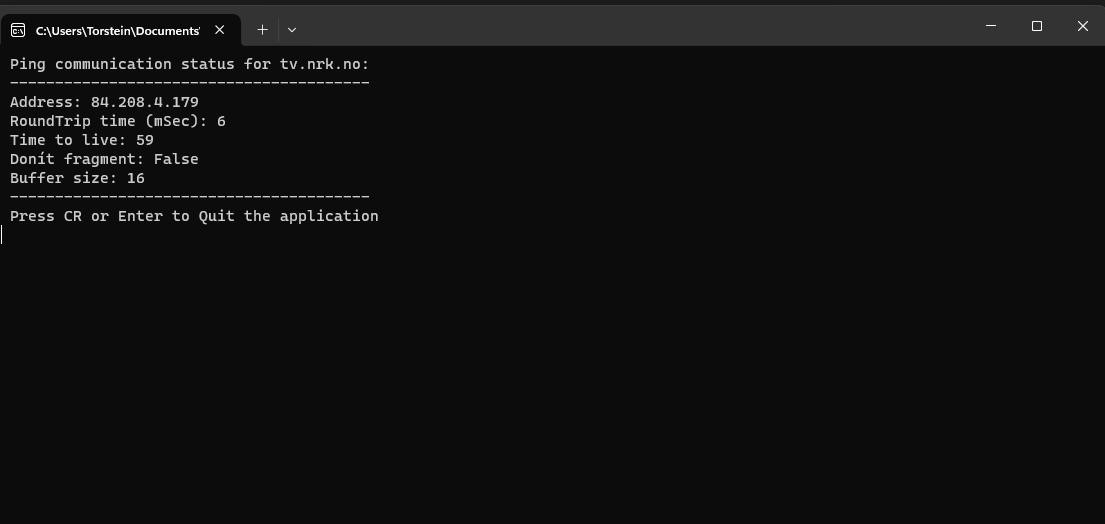 C:\Users\Torstein\Documents'
Ping communication status for tv.nrk.no:
----------------------------------------
Address: 84.208.4.179
RoundTrip time (mSec): 6
Time to live: 59
Donít fragment: False
Buffer size: 16
----------------------------------------
Press CR or Enter to Quit the application